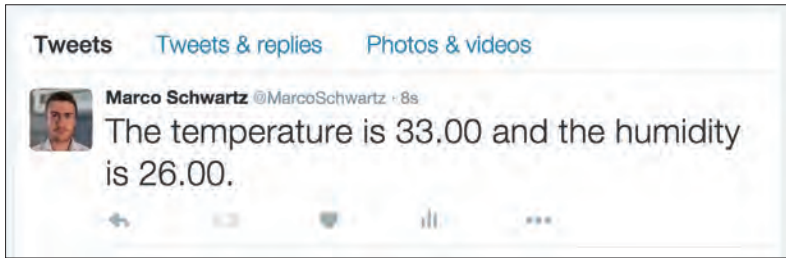 Tweets Tweets & replies Photos & videos
Marco Schwartz @MarcoSchwartz · 8s
The temperature is 33.00 and the humidity
is 26.00.